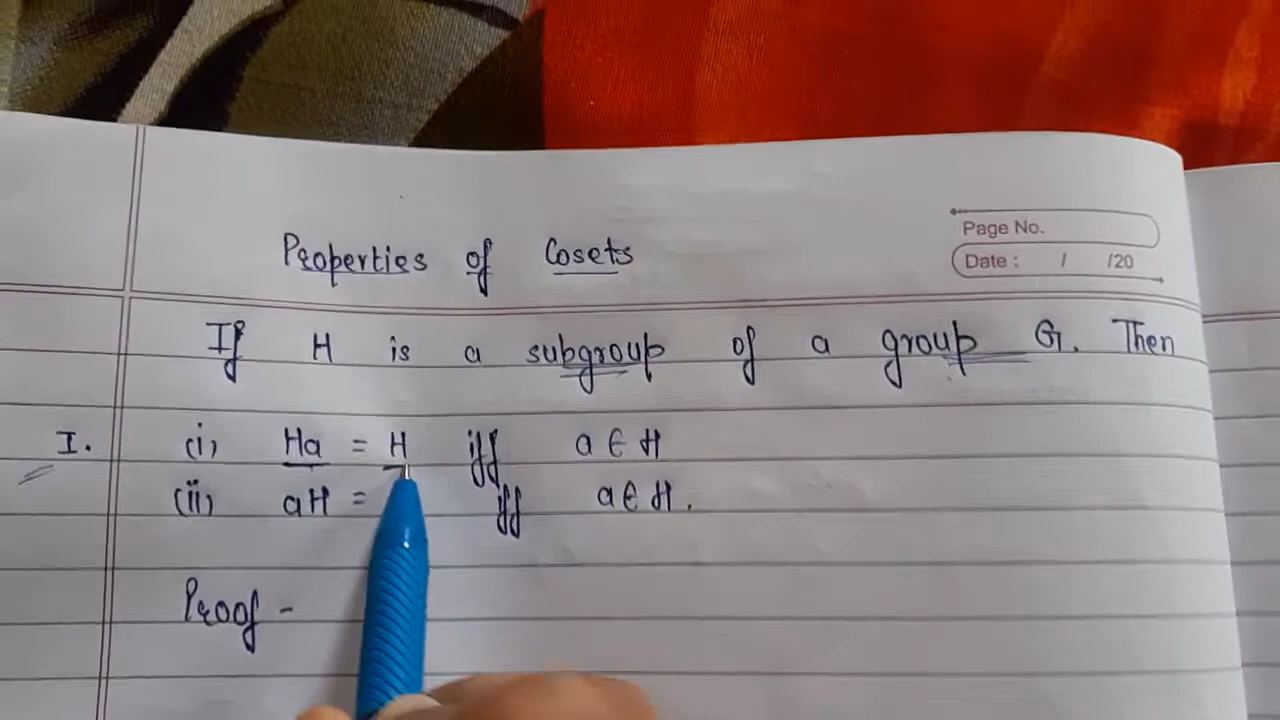 Properties of Cosets
Page No.
Date : / /20
If H is a subgroup of a group G. Then
I. (i) Ha = H iff a ∈ H
(ii) aH = iff a ∈ H.
Proof -